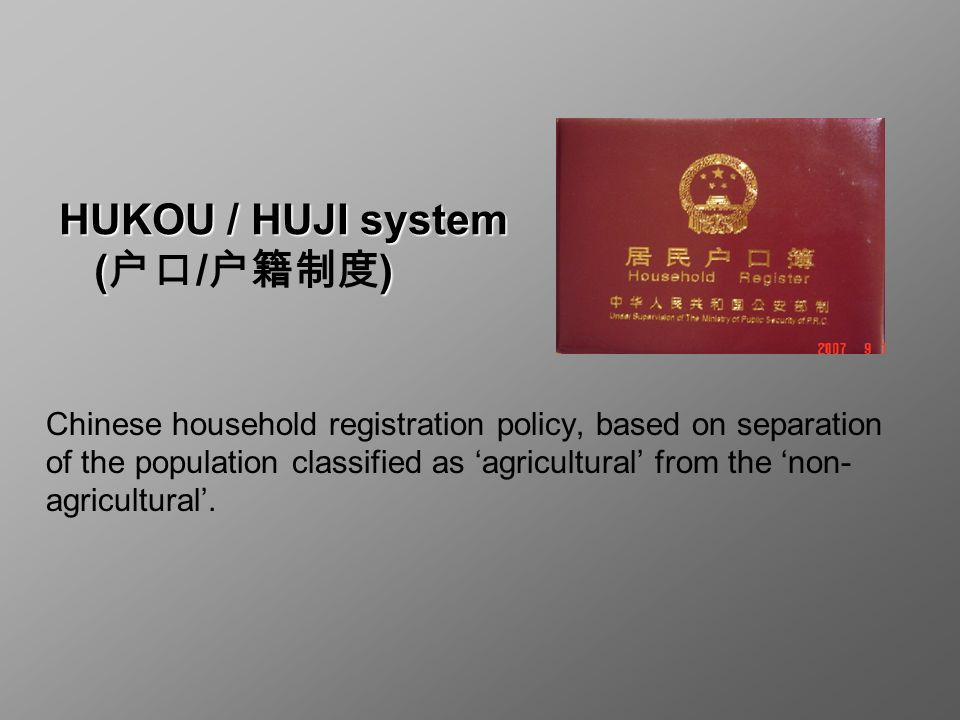 HUKOU / HUJI system
(户口/户籍制度)
居民户口簿
Household Register
中华人民共和国公安部制
Under Supervision of The Ministry of Public Security of P.R.C.
2007 9
Chinese household registration policy, based on separation
of the population classified as ‘agricultural’ from the ‘non-
agricultural’.